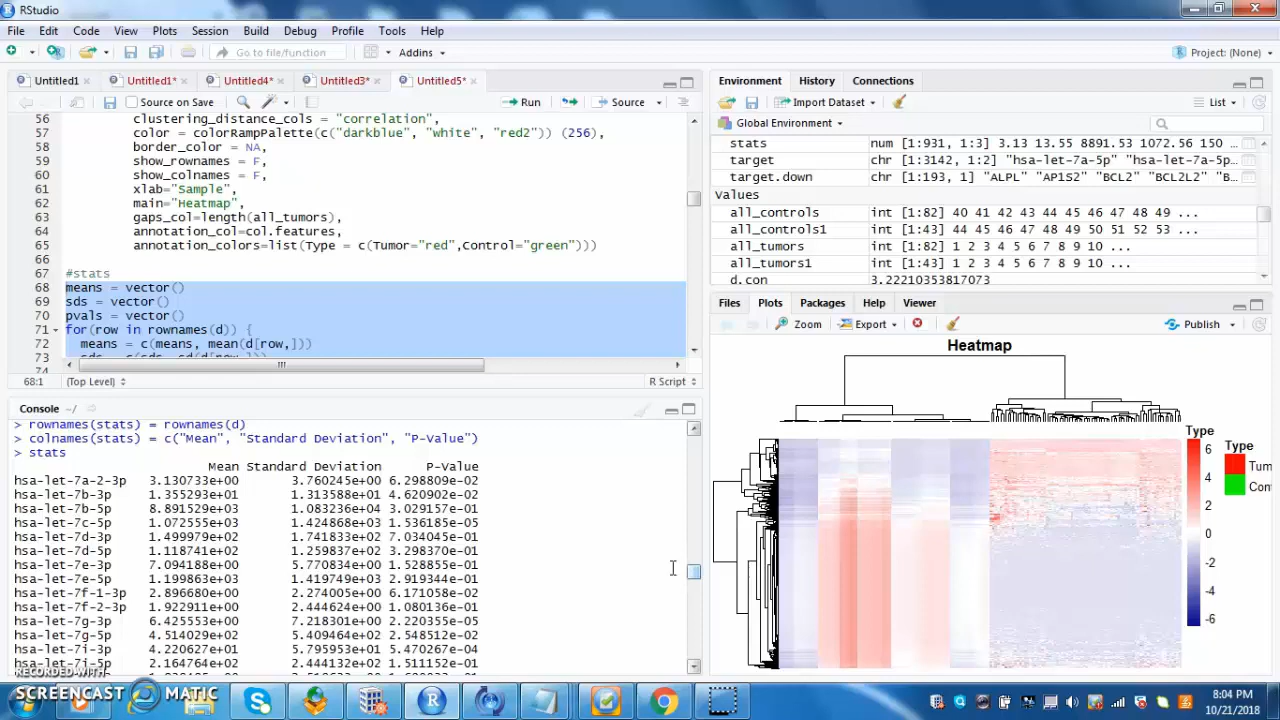 RStudio
File Edit Code View Plots Session Build Debug Profile Tools Help
Go to file/function Addins Project: (None)
Untitled1 Untitled1* Untitled4* Untitled3* Untitled5*
Source on Save Run Source
56 clustering_distance_cols = "correlation",
57 color = colorRampPalette(c("darkblue", "white", "red2")) (256),
58 border_color = NA,
59 show_rownames = F,
60 show_colnames = F,
61 xlab="Sample",
62 main="Heatmap",
63 gaps_col=length(all_tumors),
64 annotation_col=col.features,
65 annotation_colors=list(Type = c(Tumor="red",Control="green")))
66
67 #stats
68 means = vector()
69 sds = vector()
70 pvals = vector()
71 for(row in rownames(d)) {
72 means = c(means, mean(d[row,]))
73 sds = c(sds, sd(d[row,]))
74
68:1 (Top Level) R Script
Console ~/
> rownames(stats) = rownames(d)
> colnames(stats) = c("Mean", "Standard Deviation", "P-Value")
> stats
Mean Standard Deviation P-Value
hsa-let-7a-2-3p 3.130733e+00 3.760245e+00 6.298809e-02
hsa-let-7b-3p 1.355293e+01 1.313588e+01 4.620902e-02
hsa-let-7b-5p 8.891529e+03 1.083236e+04 3.029157e-01
hsa-let-7c-5p 1.072555e+03 1.424868e+03 1.536185e-05
hsa-let-7d-3p 1.499979e+02 1.741833e+02 7.034045e-01
hsa-let-7d-5p 1.118741e+02 1.259837e+02 3.298370e-01
hsa-let-7e-3p 7.094188e+00 5.770834e+00 1.528855e-01
hsa-let-7e-5p 1.199863e+03 1.419749e+03 2.919344e-01
hsa-let-7f-1-3p 2.896680e+00 2.274005e+00 6.171058e-02
hsa-let-7f-2-3p 1.922911e+00 2.444624e+00 1.080136e-01
hsa-let-7g-3p 6.425553e+00 7.218301e+00 2.220355e-05
hsa-let-7g-5p 4.514029e+02 5.409464e+02 2.548512e-02
hsa-let-7i-3p 4.220627e+01 5.795953e+01 5.470267e-04
hsa-let-7i-5p 2.164764e+02 2.444132e+02 1.511152e-01
Environment History Connections
Import Dataset List
Global Environment
stats num [1:931, 1:3] 3.13 13.55 8891.53 1072.56 150 ...
target chr [1:3142, 1:2] "hsa-let-7a-5p" "hsa-let-7a-5p...
target.down chr [1:193, 1] "ALPL" "AP1S2" "BCL2" "BCL2L2" "B...
Values
all_controls int [1:82] 40 41 42 43 44 45 46 47 48 49 ...
all_controls1 int [1:43] 44 45 46 47 48 49 50 51 52 53 ...
all_tumors int [1:82] 1 2 3 4 5 6 7 8 9 10 ...
all_tumors1 int [1:43] 1 2 3 4 5 6 7 8 9 10 ...
d.con 3.22210353817073
Files Plots Packages Help Viewer
Zoom Export Publish
Heatmap
Type
6
4
2
0
-2
-4
-6
Type
Tum
Con
RECORDED WITH
SCREENCAST MATIC
8:04 PM
10/21/2018